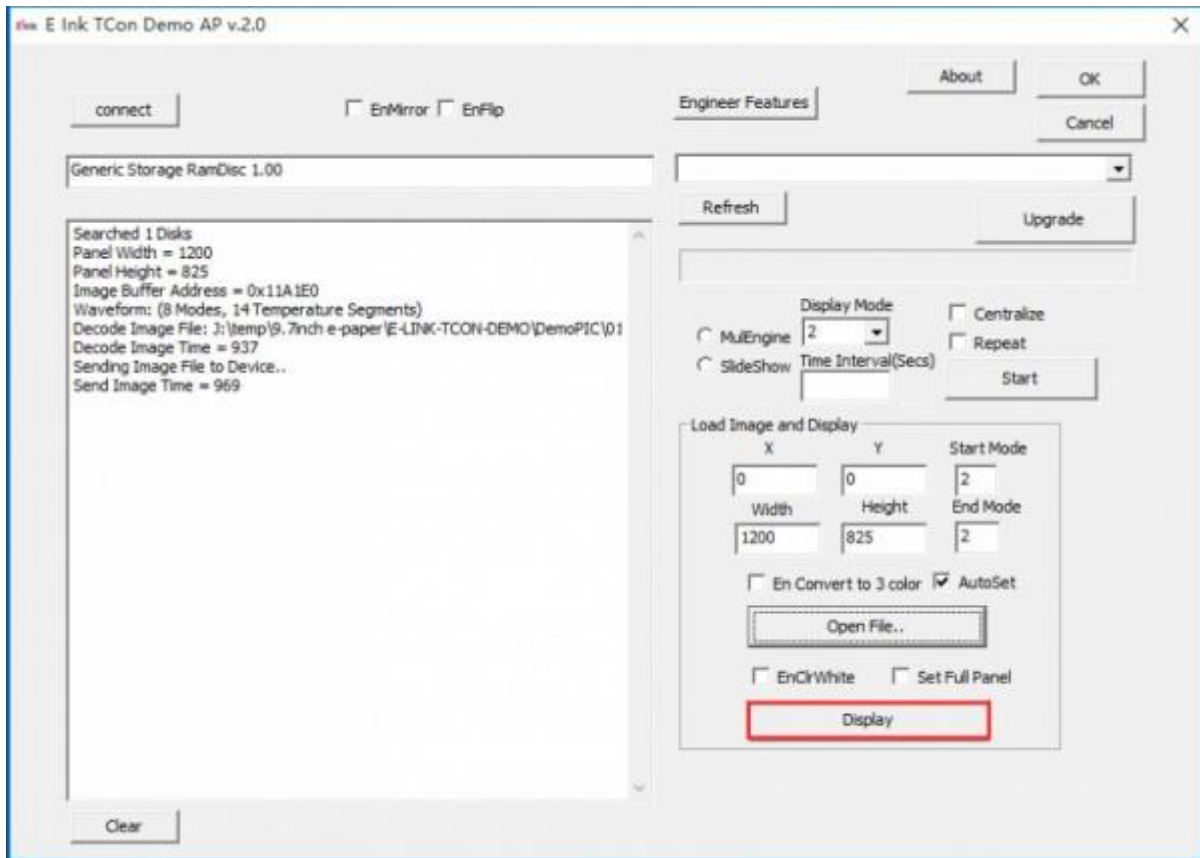 E Ink E Ink TCon Demo AP v.2.0
About
OK
connect
EnMirror
EnFlip
Engineer Features
Cancel
Generic Storage RamDisc 1.00
Refresh
Upgrade
Searched 1 Disks
Panel Width = 1200
Panel Height = 825
Image Buffer Address = 0x11A1E0
Waveform: (8 Modes, 14 Temperature Segments)
Decode Image File: J:\temp\9.7inch e-paper\E-LINK-TCON-DEMO\DemoPIC\01
Decode Image Time = 937
Sending Image File to Device..
Send Image Time = 969
Display Mode
Centralize
MulEngine
2
Repeat
SlideShow
Time Interval(Secs)
Start
Load Image and Display
X
Y
Start Mode
0
0
2
Width
Height
End Mode
1200
825
2
En Convert to 3 color
AutoSet
Open File..
EnClrWhite
Set Full Panel
Display
Clear